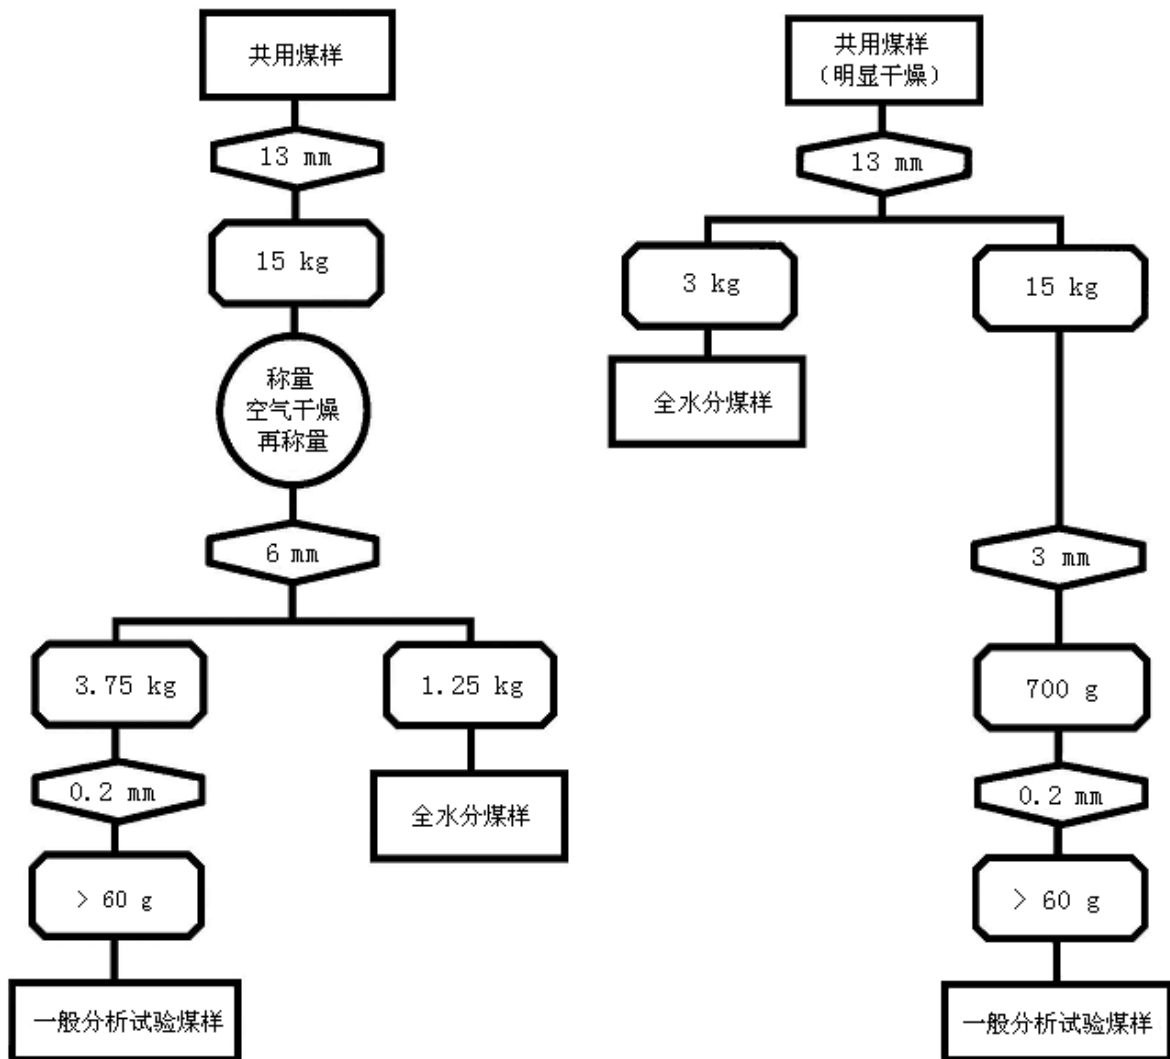 共用煤样
13 mm
15 kg
称量
空气干燥
再称量
6 mm
3.75 kg
1.25 kg
0.2 mm
全水分煤样
> 60 g
一般分析试验煤样
共用煤样
（明显干燥）
13 mm
3 kg
15 kg
全水分煤样
3 mm
700 g
0.2 mm
> 60 g
一般分析试验煤样